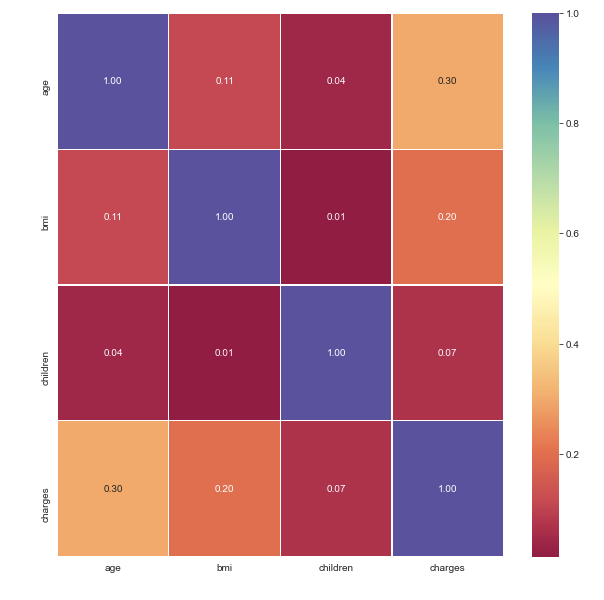 age 1.00 0.11 0.04 0.30
bmi 0.11 1.00 0.01 0.20
children 0.04 0.01 1.00 0.07
charges 0.30 0.20 0.07 1.00
age bmi children charges
1.0
0.8
0.6
0.4
0.2